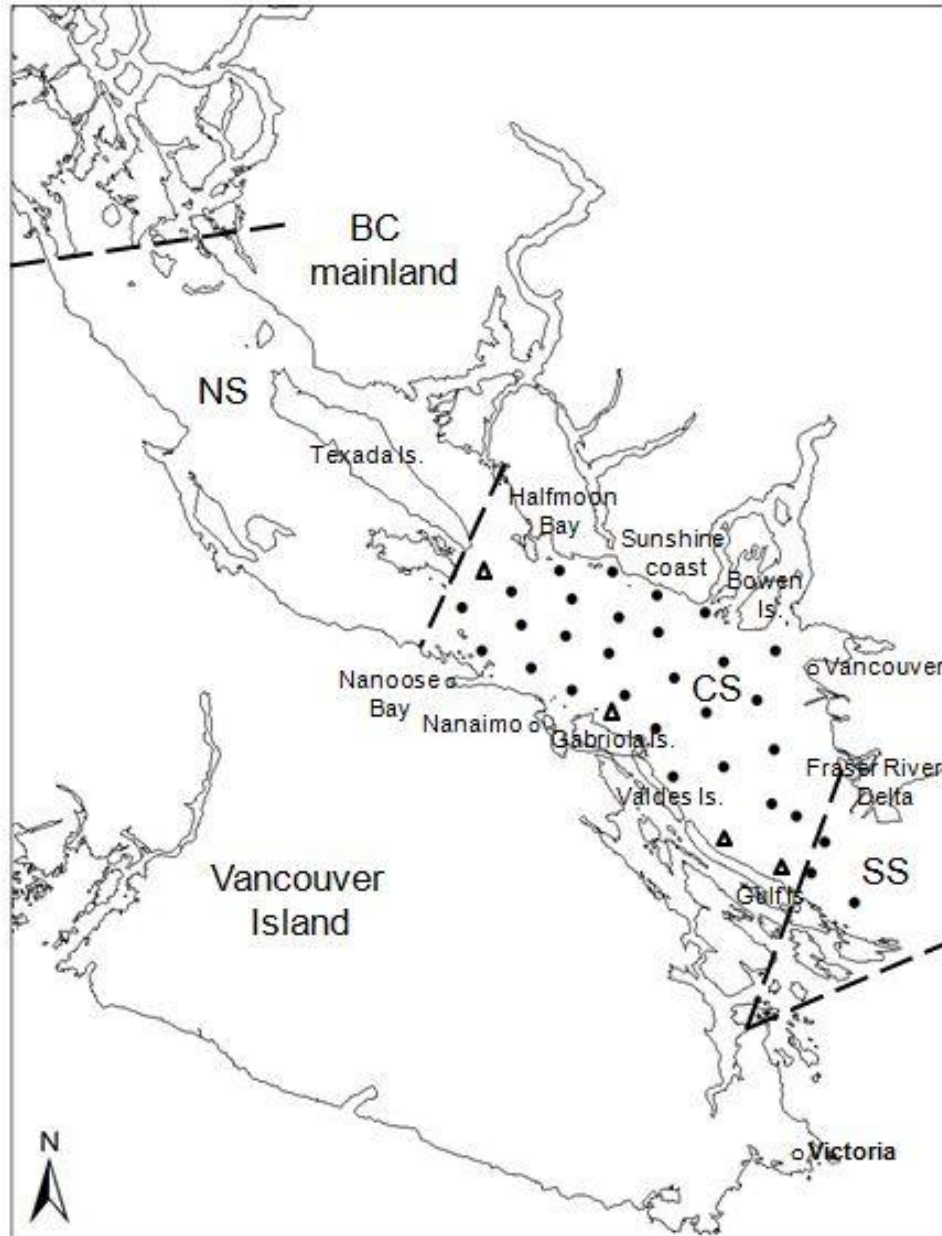 BC
mainland
NS
Texada Is.
Halfmoon
Bay
Sunshine
coast
Bowen
Is.
Vancouver
CS
Nanoose
Bay
Nanaimo
Gabriola Is.
Valdes Is.
Fraser River
Delta
SS
Gulf Is.
Vancouver
Island
Victoria
N